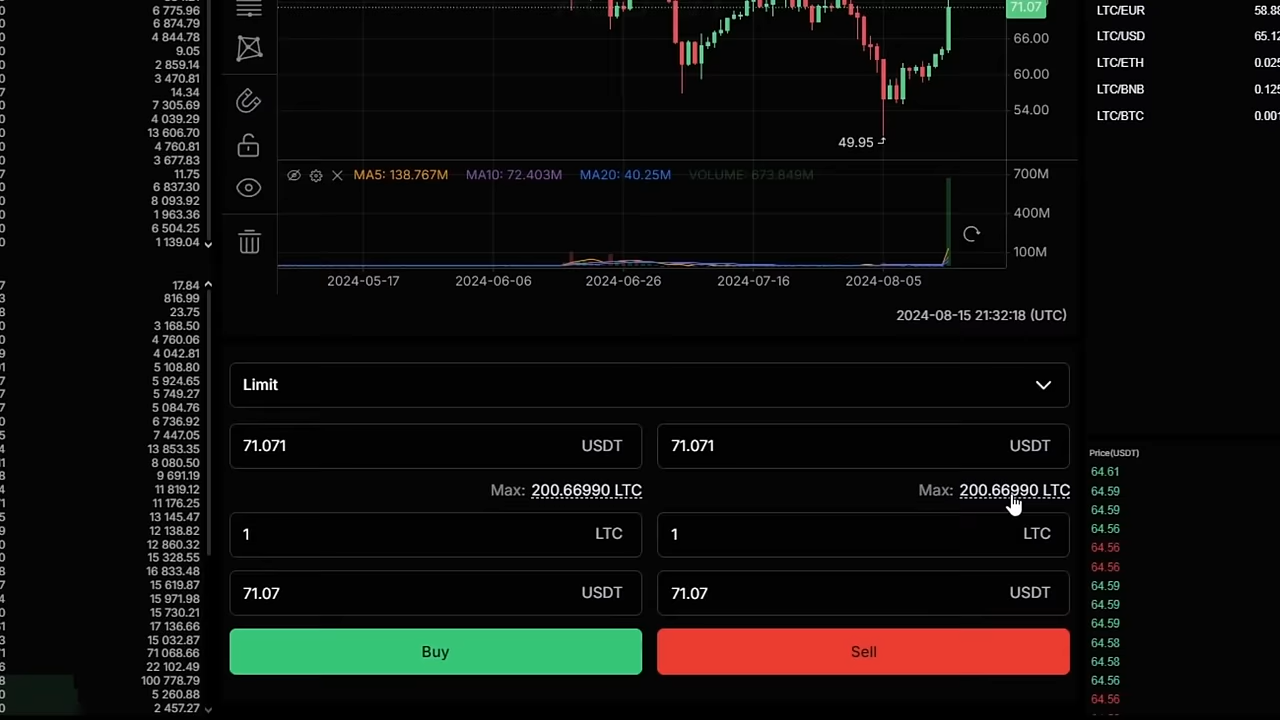 6 775.96
6 874.79
4 844.78
9.05
2 859.14
3 470.81
14.34
7 305.69
4 039.29
13 606.70
4 760.81
3 677.83
11.75
6 837.30
8 093.92
1 963.36
6 504.25
1 139.04
17.84
816.99
23.75
3 168.50
4 760.06
4 042.81
5 108.80
5 924.65
5 749.27
5 084.76
6 736.92
7 447.05
13 853.35
8 080.50
9 691.19
11 819.12
11 176.25
13 145.47
12 138.82
12 860.32
15 328.55
16 833.48
15 619.87
15 971.98
15 730.21
17 136.66
15 032.87
71 068.66
22 102.49
100 778.79
5 260.88
2 457.27
71.07
66.00
60.00
54.00
49.95
MA5: 138.767M MA10: 72.403M MA20: 40.25M VOLUME: 673.849M
700M
400M
100M
2024-05-17 2024-06-06 2024-06-26 2024-07-16 2024-08-05
2024-08-15 21:32:18 (UTC)
Limit
71.071 USDT
Max: 200.66990 LTC
1 LTC
71.07 USDT
Buy
71.071 USDT
Max: 200.66990 LTC
1 LTC
71.07 USDT
Sell
LTC/EUR 58.88
LTC/USD 65.12
LTC/ETH 0.025
LTC/BNB 0.125
LTC/BTC 0.001
Price(USDT)
64.61
64.59
64.59
64.56
64.56
64.56
64.59
64.59
64.59
64.58
64.58
64.56
64.56